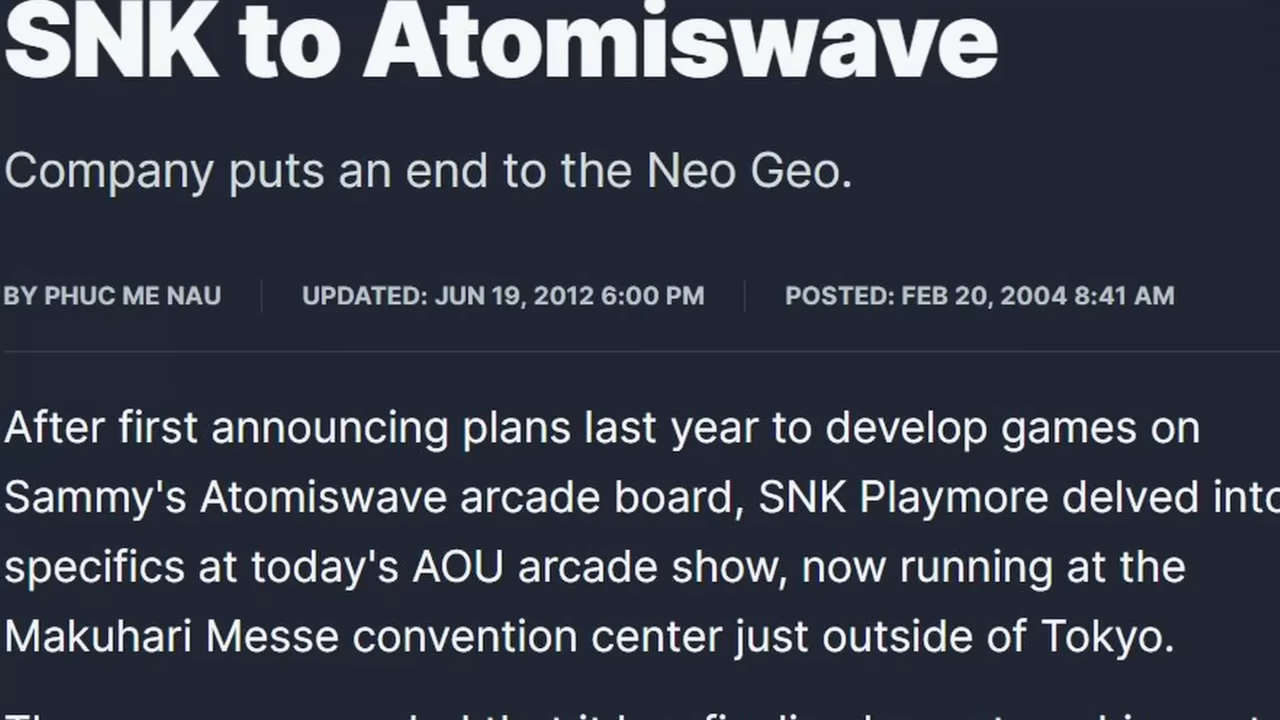 SNK to Atomiswave
Company puts an end to the Neo Geo.
BY PHUC ME NAU UPDATED: JUN 19, 2012 6:00 PM POSTED: FEB 20, 2004 8:41 AM
After first announcing plans last year to develop games on
Sammy's Atomiswave arcade board, SNK Playmore delved into
specifics at today's AOU arcade show, now running at the
Makuhari Messe convention center just outside of Tokyo.